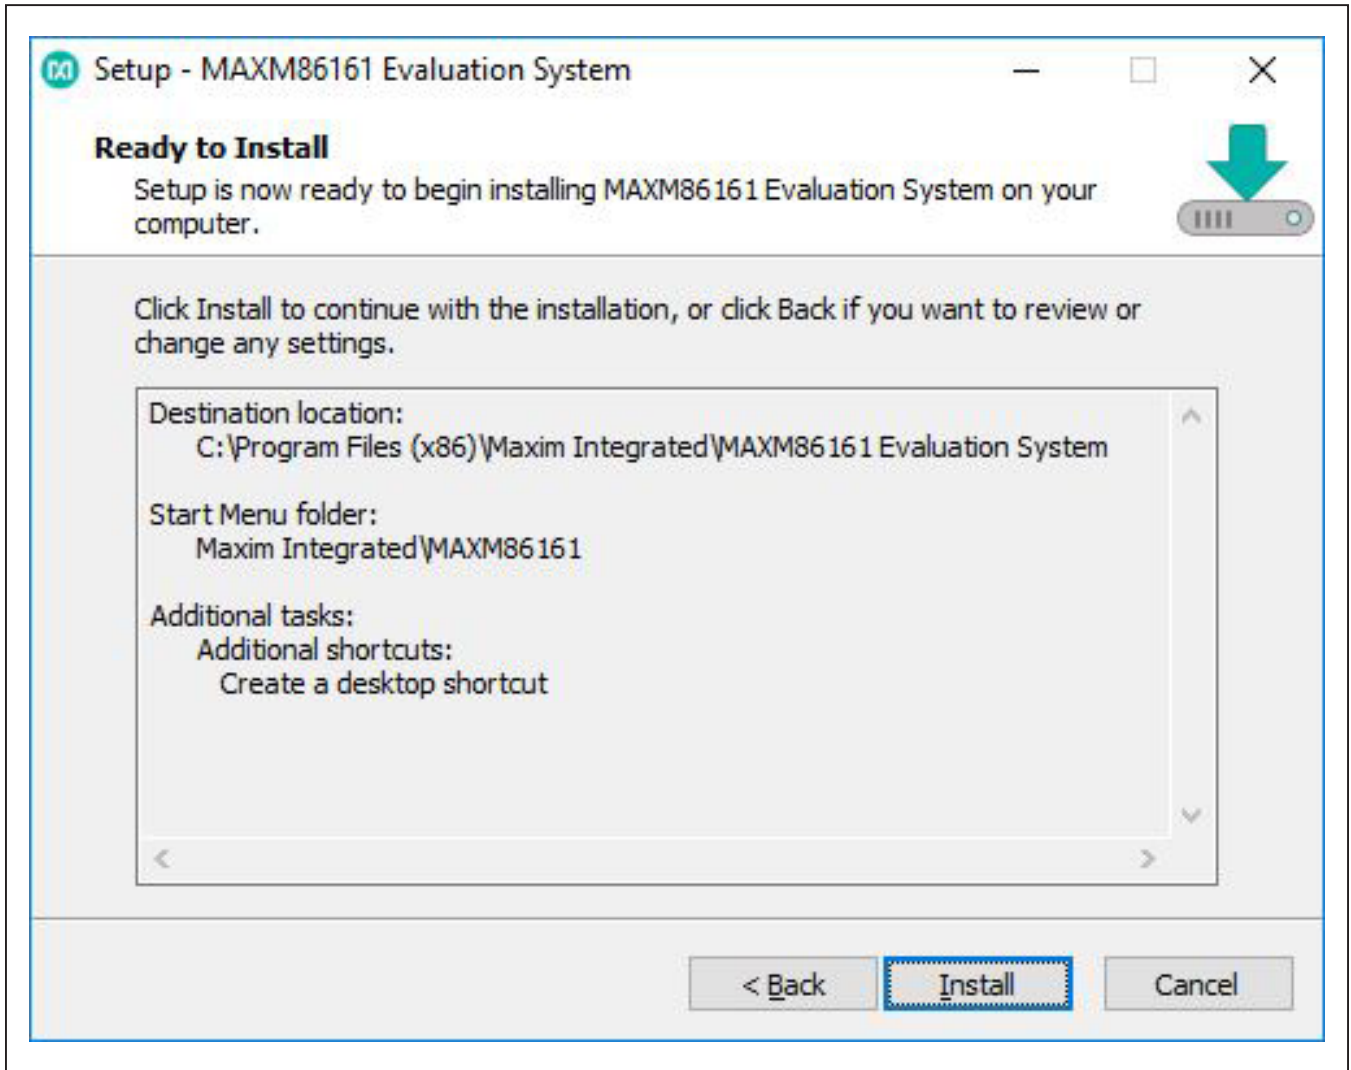 Setup - MAXM86161 Evaluation System
Ready to Install
Setup is now ready to begin installing MAXM86161 Evaluation System on your
computer.
Click Install to continue with the installation, or click Back if you want to review or
change any settings.
Destination location:
C:\Program Files (x86)\Maxim Integrated\MAXM86161 Evaluation System
Start Menu folder:
Maxim Integrated\MAXM86161
Additional tasks:
Additional shortcuts:
Create a desktop shortcut
< Back
Install
Cancel